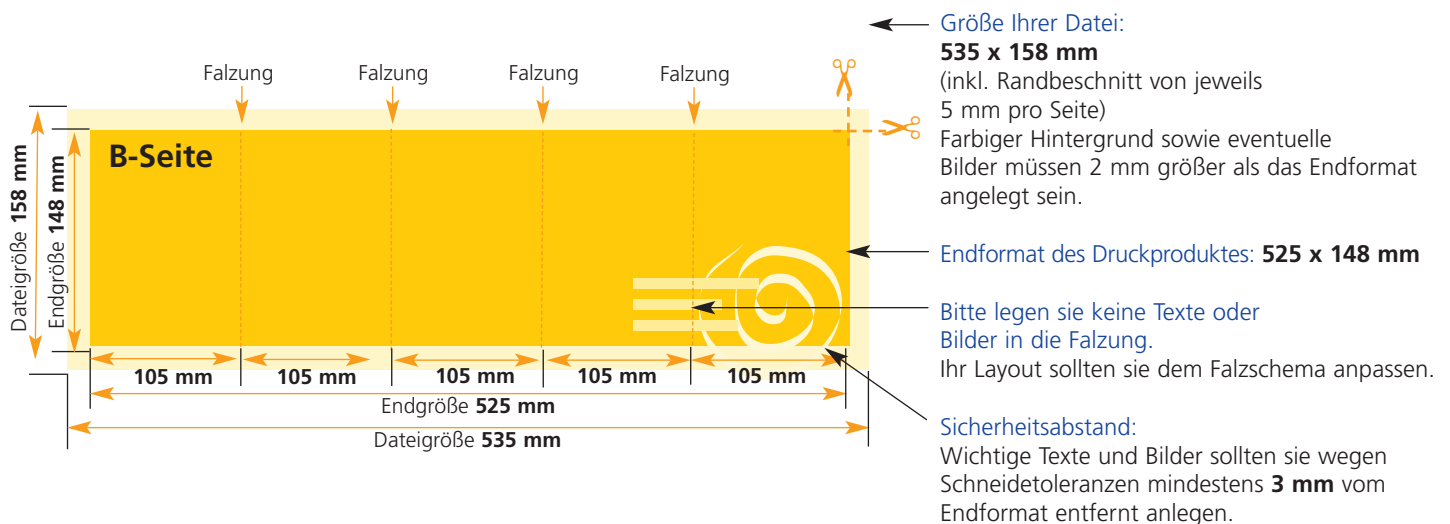 Größe Ihrer Datei:
535 x 158 mm
(inkl. Randbeschnitt von jeweils
5 mm pro Seite)
Farbiger Hintergrund sowie eventuelle
Bilder müssen 2 mm größer als das Endformat
angelegt sein.
Falzung Falzung Falzung Falzung
B-Seite
Dateigröße 158 mm
Endgröße 148 mm
Endformat des Druckproduktes: 525 x 148 mm
Bitte legen sie keine Texte oder
Bilder in die Falzung.
Ihr Layout sollten sie dem Falzschema anpassen.
105 mm 105 mm 105 mm 105 mm 105 mm
Endgröße 525 mm
Dateigröße 535 mm
Sicherheitsabstand:
Wichtige Texte und Bilder sollten sie wegen
Schneidetoleranzen mindestens 3 mm vom
Endformat entfernt anlegen.